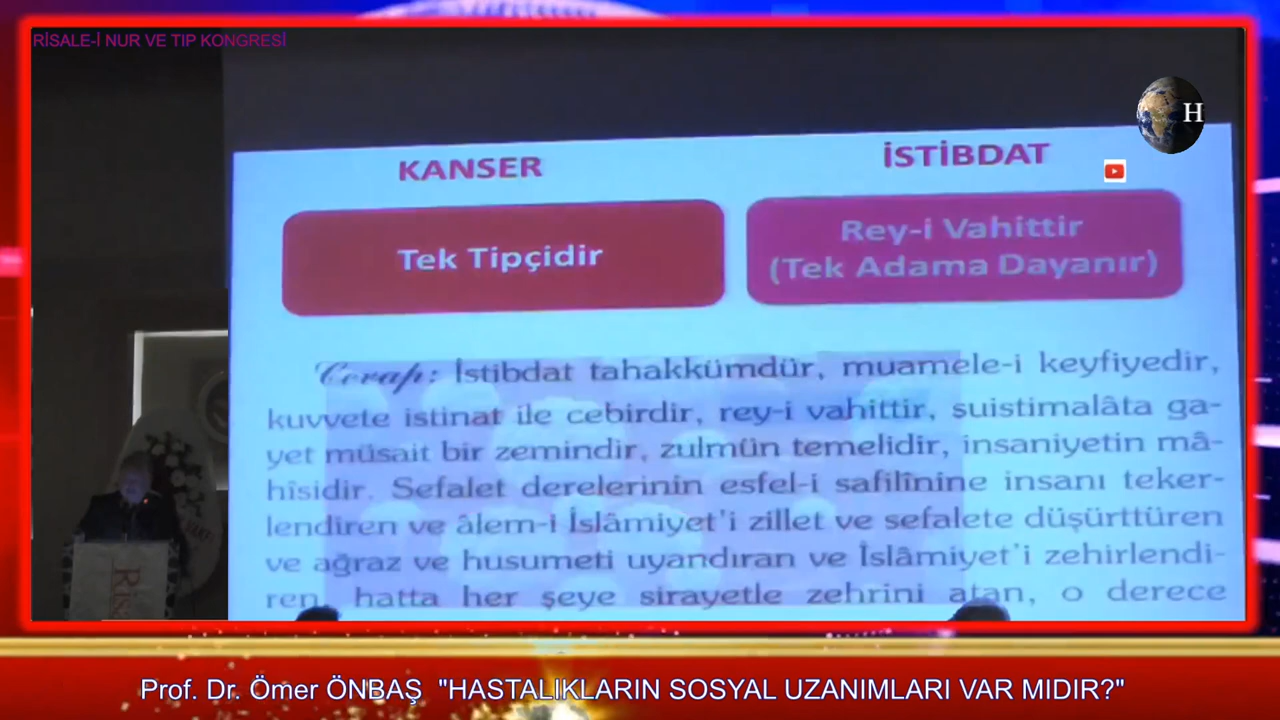 RİSALE-İ NUR VE TIP KONGRESİ
H
KANSER
İSTİBDAT
Tek Tipçidir
Rey-i Vahittir
(Tek Adama Dayanır)
Cevap: İstibdat tahakkümdür, muamele-i keyfiyedir,
kuvvete istinat ile cebirdir, rey-i vahittir, suistimalâta ga-
yet müsait bir zemindir, zulmün temelidir, insaniyetin mâ-
hîsidir. Sefalet derelerinin esfel-i safilînine insanı teker-
lendiren ve âlem-i İslâmiyet'i zillet ve sefalete düşürttüren
ve ağraz ve husumeti uyandıran ve İslâmiyet'i zehirlendi-
ren, hatta her şeye sirayetle zehrini atan, o derece
Prof. Dr. Ömer ÖNBAŞ "HASTALIKLARIN SOSYAL UZANIMLARI VAR MIDIR?"